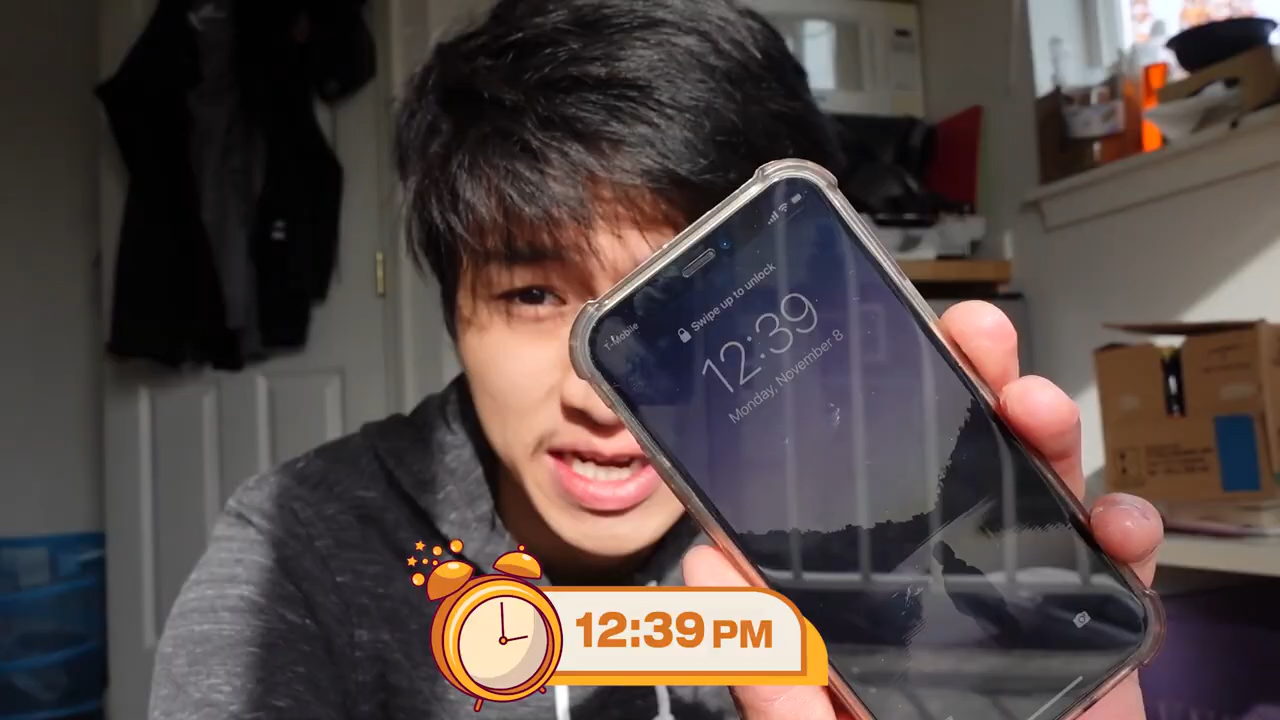 T-Mobile
Swipe up to unlock
12:39
Monday, November 8
12:39 PM